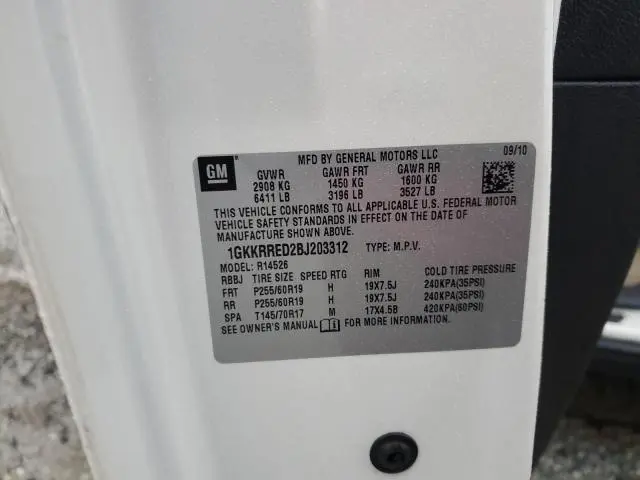 GM
MFD BY GENERAL MOTORS LLC 09/10
GVWR GAWR FRT GAWR RR
2908 KG 1450 KG 1600 KG
6411 LB 3196 LB 3527 LB
THIS VEHICLE CONFORMS TO ALL APPLICABLE U.S. FEDERAL MOTOR
VEHICLE SAFETY STANDARDS IN EFFECT ON THE DATE OF
MANUFACTURE SHOWN ABOVE.
1GKKRRED2BJ203312 TYPE: M.P.V.
MODEL: R14526
RBBJ TIRE SIZE SPEED RTG RIM COLD TIRE PRESSURE
FRT P255/60R19 H 19X7.5J 240KPA(35PSI)
RR P255/60R19 H 19X7.5J 240KPA(35PSI)
SPA T145/70R17 M 17X4.5B 420KPA(60PSI)
SEE OWNER'S MANUAL FOR MORE INFORMATION.